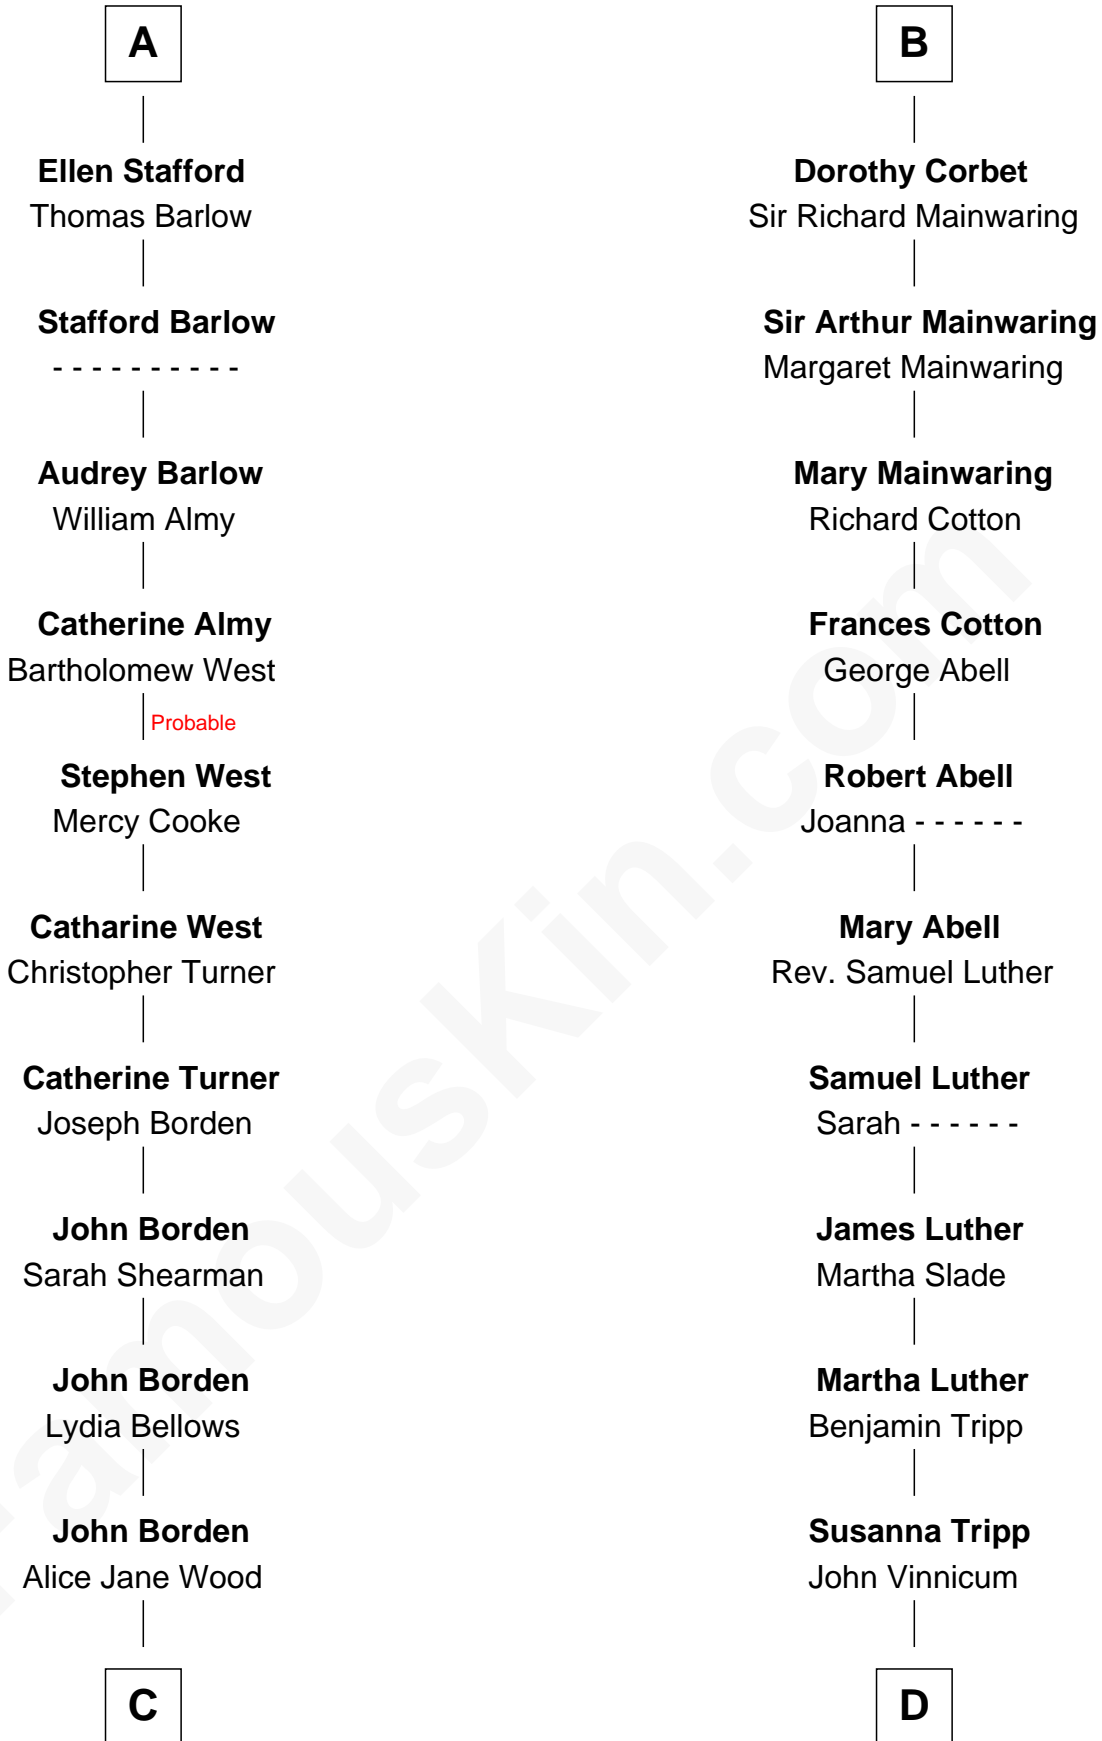 A
Ellen Stafford
Thomas Barlow
Stafford Barlow
- - - - - - - - - -
Audrey Barlow
William Almy
Catherine Almy
Bartholomew West
Probable
Stephen West
Mercy Cooke
Catharine West
Christopher Turner
Catherine Turner
Joseph Borden
John Borden
Sarah Shearman
John Borden
Lydia Bellows
John Borden
Alice Jane Wood
C
B
Dorothy Corbet
Sir Richard Mainwaring
Sir Arthur Mainwaring
Margaret Mainwaring
Mary Mainwaring
Richard Cotton
Frances Cotton
George Abell
Robert Abell
Joanna - - - - - -
Mary Abell
Rev. Samuel Luther
Samuel Luther
Sarah - - - - - -
James Luther
Martha Slade
Martha Luther
Benjamin Tripp
Susanna Tripp
John Vinnicum
D
FamousKin.com